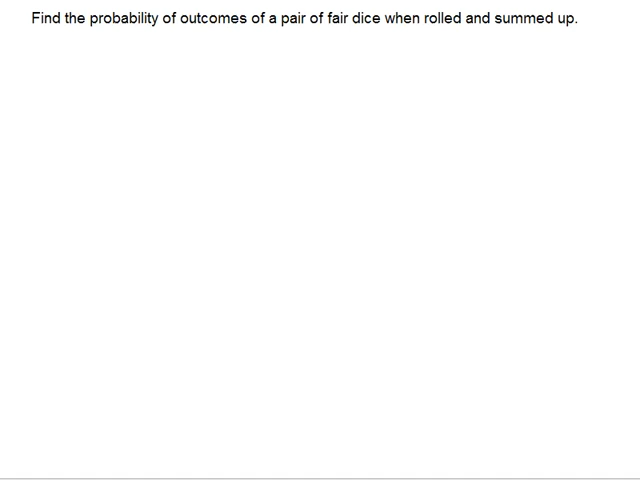 Find the probability of outcomes of a pair of fair dice when rolled and summed up.